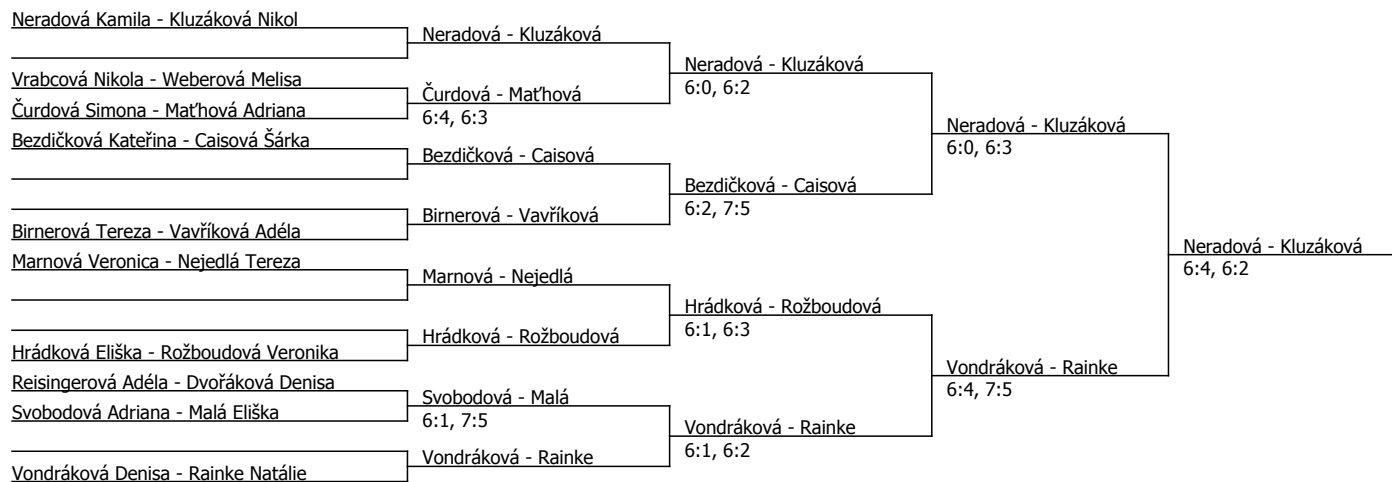 Neradová Kamila - Kluzáková Nikol
Vrabcová Nikola - Weberová Melisa
Čurdová Simona - Maťhová Adriana
Bezdičková Kateřina - Caisová Šárka
Birnerová Tereza - Vavříková Adéla
Marnová Veronica - Nejedlá Tereza
Hrádková Eliška - Rožboudová Veronika
Reisingerová Adéla - Dvořáková Denisa
Svobodová Adriana - Malá Eliška
Vondráková Denisa - Rainke Natálie
Neradová - Kluzáková
Čurdová - Maťhová
6:4, 6:3
Bezdičková - Caisová
Birnerová - Vavříková
Marnová - Nejedlá
Hrádková - Rožboudová
Svobodová - Malá
6:1, 7:5
Vondráková - Rainke
Neradová - Kluzáková
6:0, 6:2
Bezdičková - Caisová
6:2, 7:5
Hrádková - Rožboudová
6:1, 6:3
Vondráková - Rainke
6:1, 6:2
Neradová - Kluzáková
6:0, 6:3
Vondráková - Rainke
6:4, 7:5
Neradová - Kluzáková
6:4, 6:2